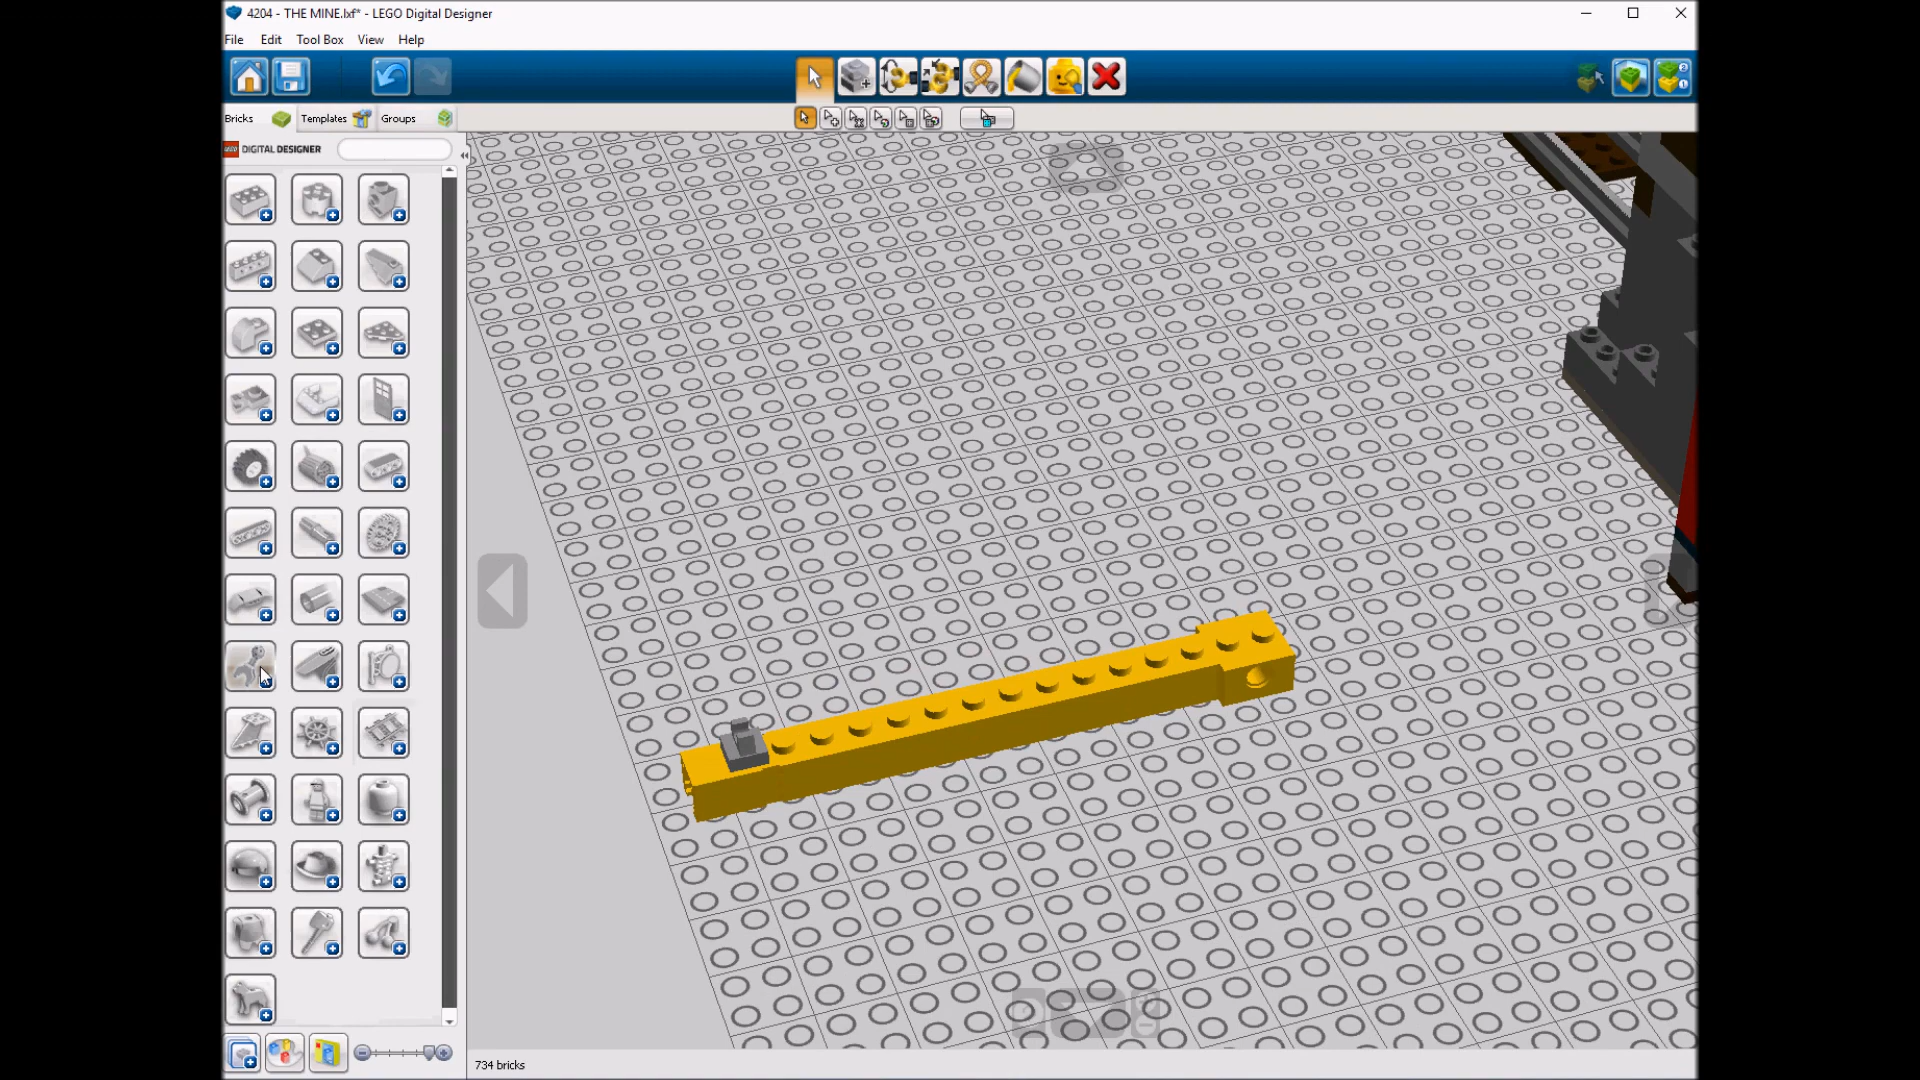 4204 - THE MINE.lxf* - LEGO Digital Designer
File Edit Tool Box View Help
Bricks Templates Groups
LEGO DIGITAL DESIGNER
734 bricks